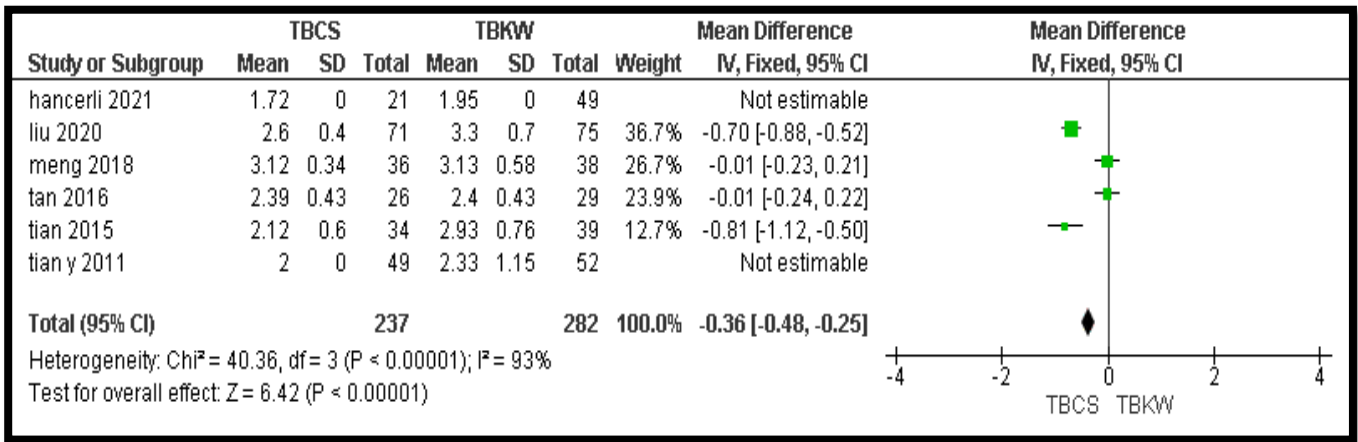 TBCS TBKW Mean Difference Mean Difference
Study or Subgroup Mean SD Total Mean SD Total Weight IV, Fixed, 95% CI IV, Fixed, 95% CI
hancerli 2021 1.72 0 21 1.95 0 49 Not estimable
liu 2020 2.6 0.4 71 3.3 0.7 75 36.7% -0.70 [-0.88, -0.52]
meng 2018 3.12 0.34 36 3.13 0.58 38 26.7% -0.01 [-0.23, 0.21]
tan 2016 2.39 0.43 26 2.4 0.43 29 23.9% -0.01 [-0.24, 0.22]
tian 2015 2.12 0.6 34 2.93 0.76 39 12.7% -0.81 [-1.12, -0.50]
tian y 2011 2 0 49 2.33 1.15 52 Not estimable
Total (95% CI) 237 282 100.0% -0.36 [-0.48, -0.25]
Heterogeneity: Chi² = 40.36, df = 3 (P < 0.00001); I² = 93%
Test for overall effect: Z = 6.42 (P < 0.00001)
-4 -2 0 2 4
TBCS TBKW